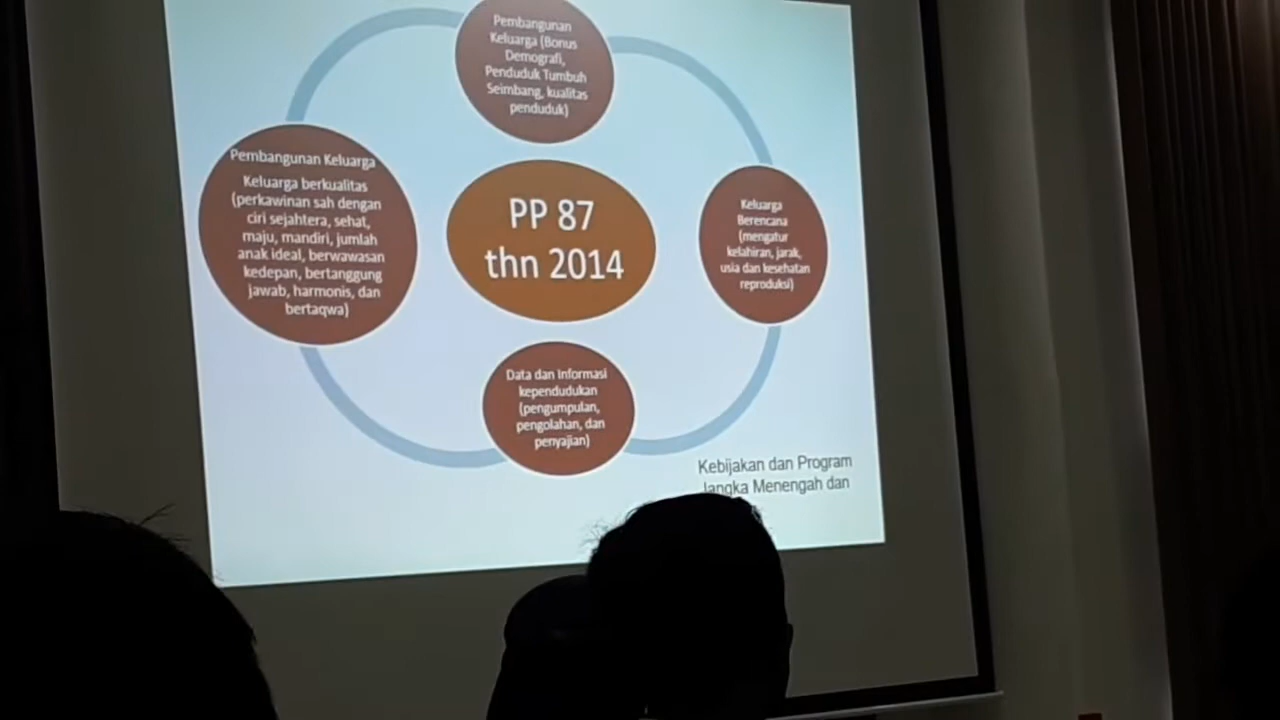 Pembangunan
Keluarga (Bonus
Demografi,
Penduduk Tumbuh
Seimbang, kualitas
penduduk)
Pembangunan Keluarga
Keluarga berkualitas
(perkawinan sah dengan
ciri sejahtera, sehat,
maju, mandiri, jumlah
anak ideal, berwawasan
kedepan, bertanggung
jawab, harmonis, dan
bertaqwa)
PP 87
thn 2014
Keluarga
Berencana
(mengatur
kelahiran, jarak,
usia dan kesehatan
reproduksi)
Data dan Informasi
kependudukan
(pengumpulan,
pengolahan, dan
penyajian)
Kebijakan dan Program
Jangka Menengah dan